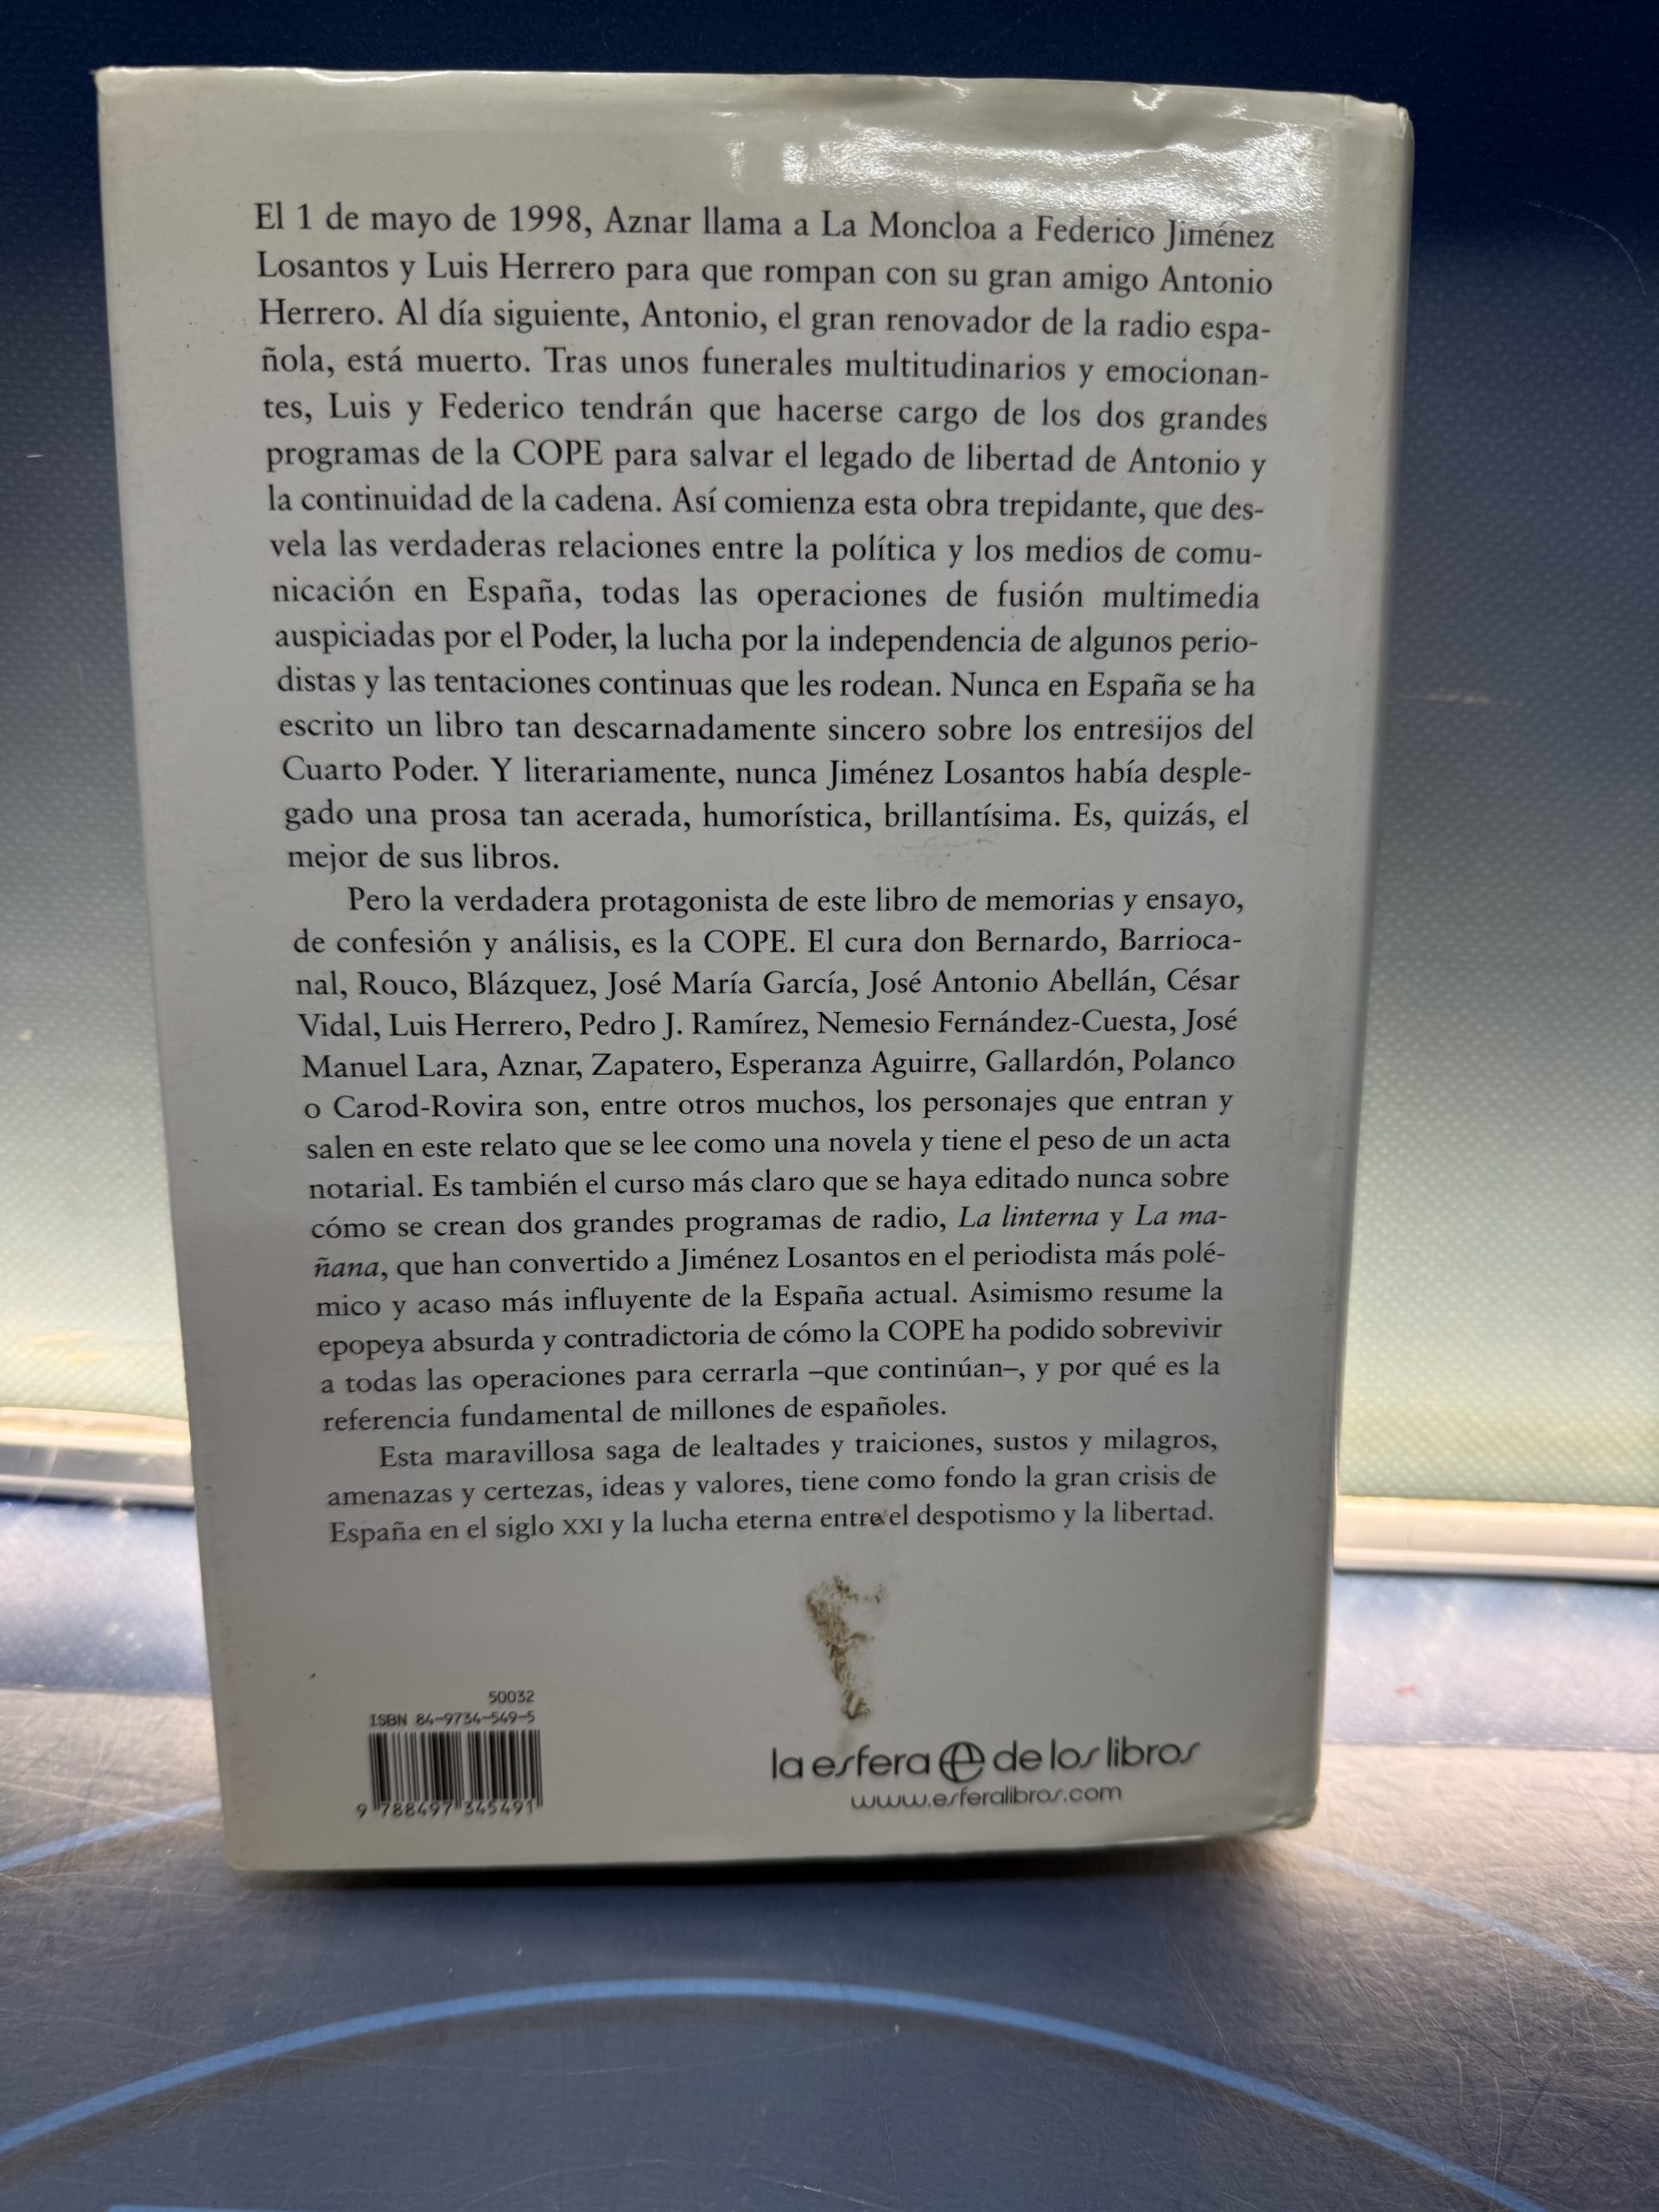 El 1 de mayo de 1998, Aznar llama a La Moncloa a Federico Jiménez
Losantos y Luis Herrero para que rompan con su gran amigo Antonio
Herrero. Al día siguiente, Antonio, el gran renovador de la radio espa-
ñola, está muerto. Tras unos funerales multitudinarios y emocionan-
tes, Luis y Federico tendrán que hacerse cargo de los dos grandes
programas de la COPE para salvar el legado de libertad de Antonio y
la continuidad de la cadena. Así comienza esta obra trepidante, que des-
vela las verdaderas relaciones entre la política y los medios de comu-
nicación en España, todas las operaciones de fusión multimedia
auspiciadas por el Poder, la lucha por la independencia de algunos perio-
distas y las tentaciones continuas que les rodean. Nunca en España se ha
escrito un libro tan descarnadamente sincero sobre los entresijos del
Cuarto Poder. Y literariamente, nunca Jiménez Losantos había desple-
gado una prosa tan acerada, humorística, brillantísima. Es, quizás, el
mejor de sus libros.
Pero la verdadera protagonista de este libro de memorias y ensayo,
de confesión y análisis, es la COPE. El cura don Bernardo, Barrioca-
nal, Rouco, Blázquez, José María García, José Antonio Abellán, César
Vidal, Luis Herrero, Pedro J. Ramírez, Nemesio Fernández-Cuesta, José
Manuel Lara, Aznar, Zapatero, Esperanza Aguirre, Gallardón, Polanco
o Carod-Rovira son, entre otros muchos, los personajes que entran y
salen en este relato que se lee como una novela y tiene el peso de un acta
notarial. Es también el curso más claro que se haya editado nunca sobre
cómo se crean dos grandes programas de radio, La linterna y La ma-
ñana, que han convertido a Jiménez Losantos en el periodista más polé-
mico y acaso más influyente de la España actual. Asimismo resume la
epopeya absurda y contradictoria de cómo la COPE ha podido sobrevivir
a todas las operaciones para cerrarla –que continúan–, y por qué es la
referencia fundamental de millones de españoles.
Esta maravillosa saga de lealtades y traiciones, sustos y milagros,
amenazas y certezas, ideas y valores, tiene como fondo la gran crisis de
España en el siglo XXI y la lucha eterna entre el despotismo y la libertad.
50032
ISBN 84-9734-549-5
9 788497 345491
la esfera de los libros
www.esferalibros.com